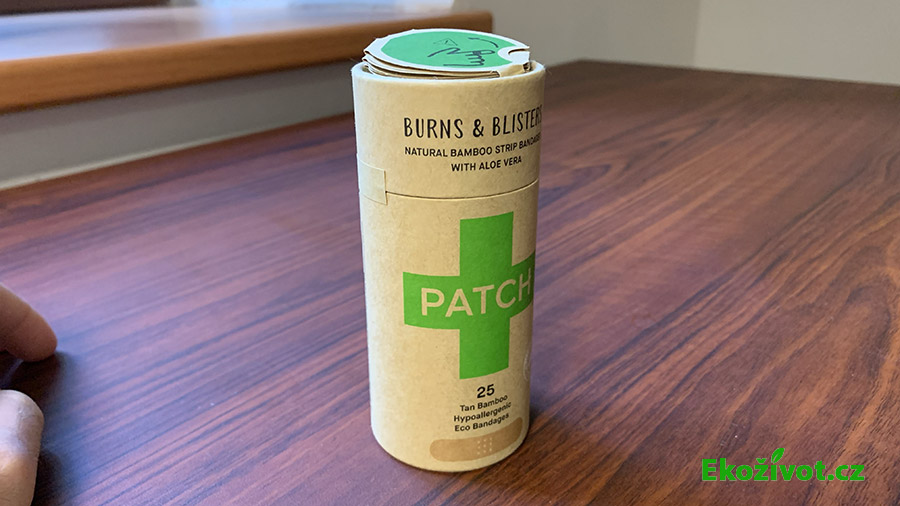 BURNS & BLISTERS
NATURAL BAMBOO STRIP BANDAGES
WITH ALOE VERA
PATCH
25
Tan Bamboo
Hypoallergenic
Eco Bandages
Ekoživot.cz